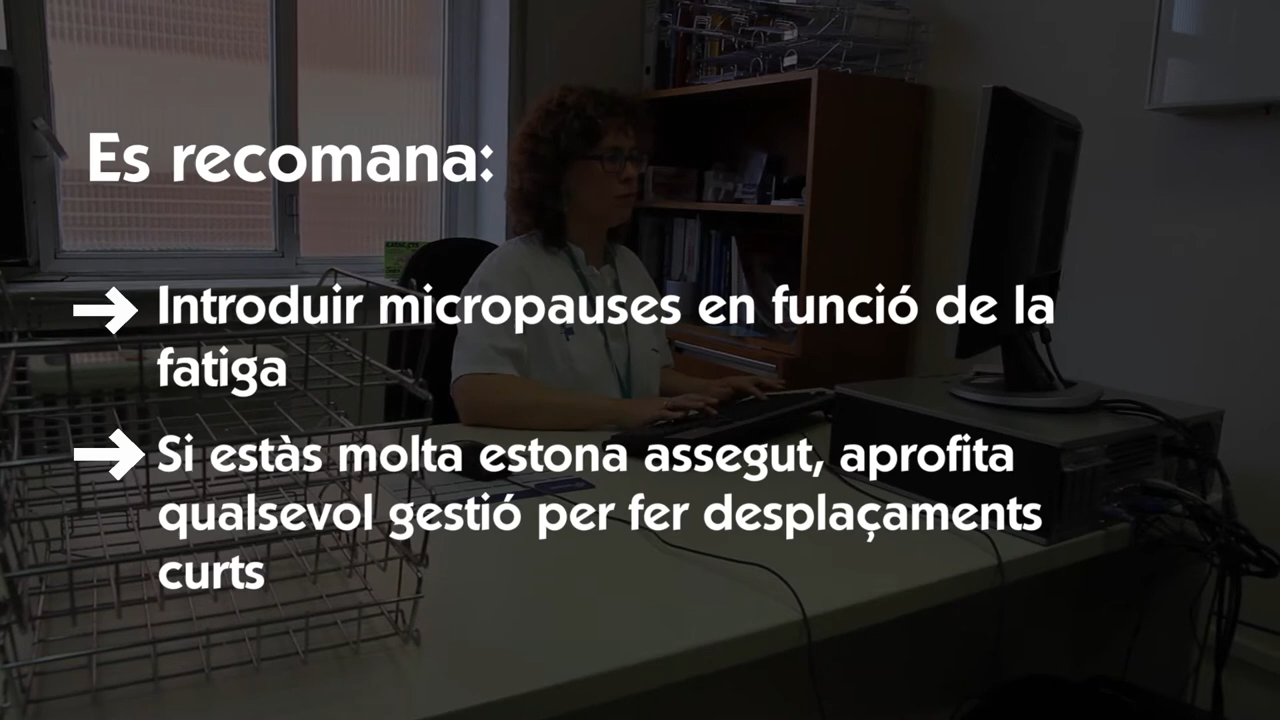 Es recomana:
Introduir micropauses en funció de la
fatiga
Si estàs molta estona assegut, aprofita
qualsevol gestió per fer desplaçaments
curts